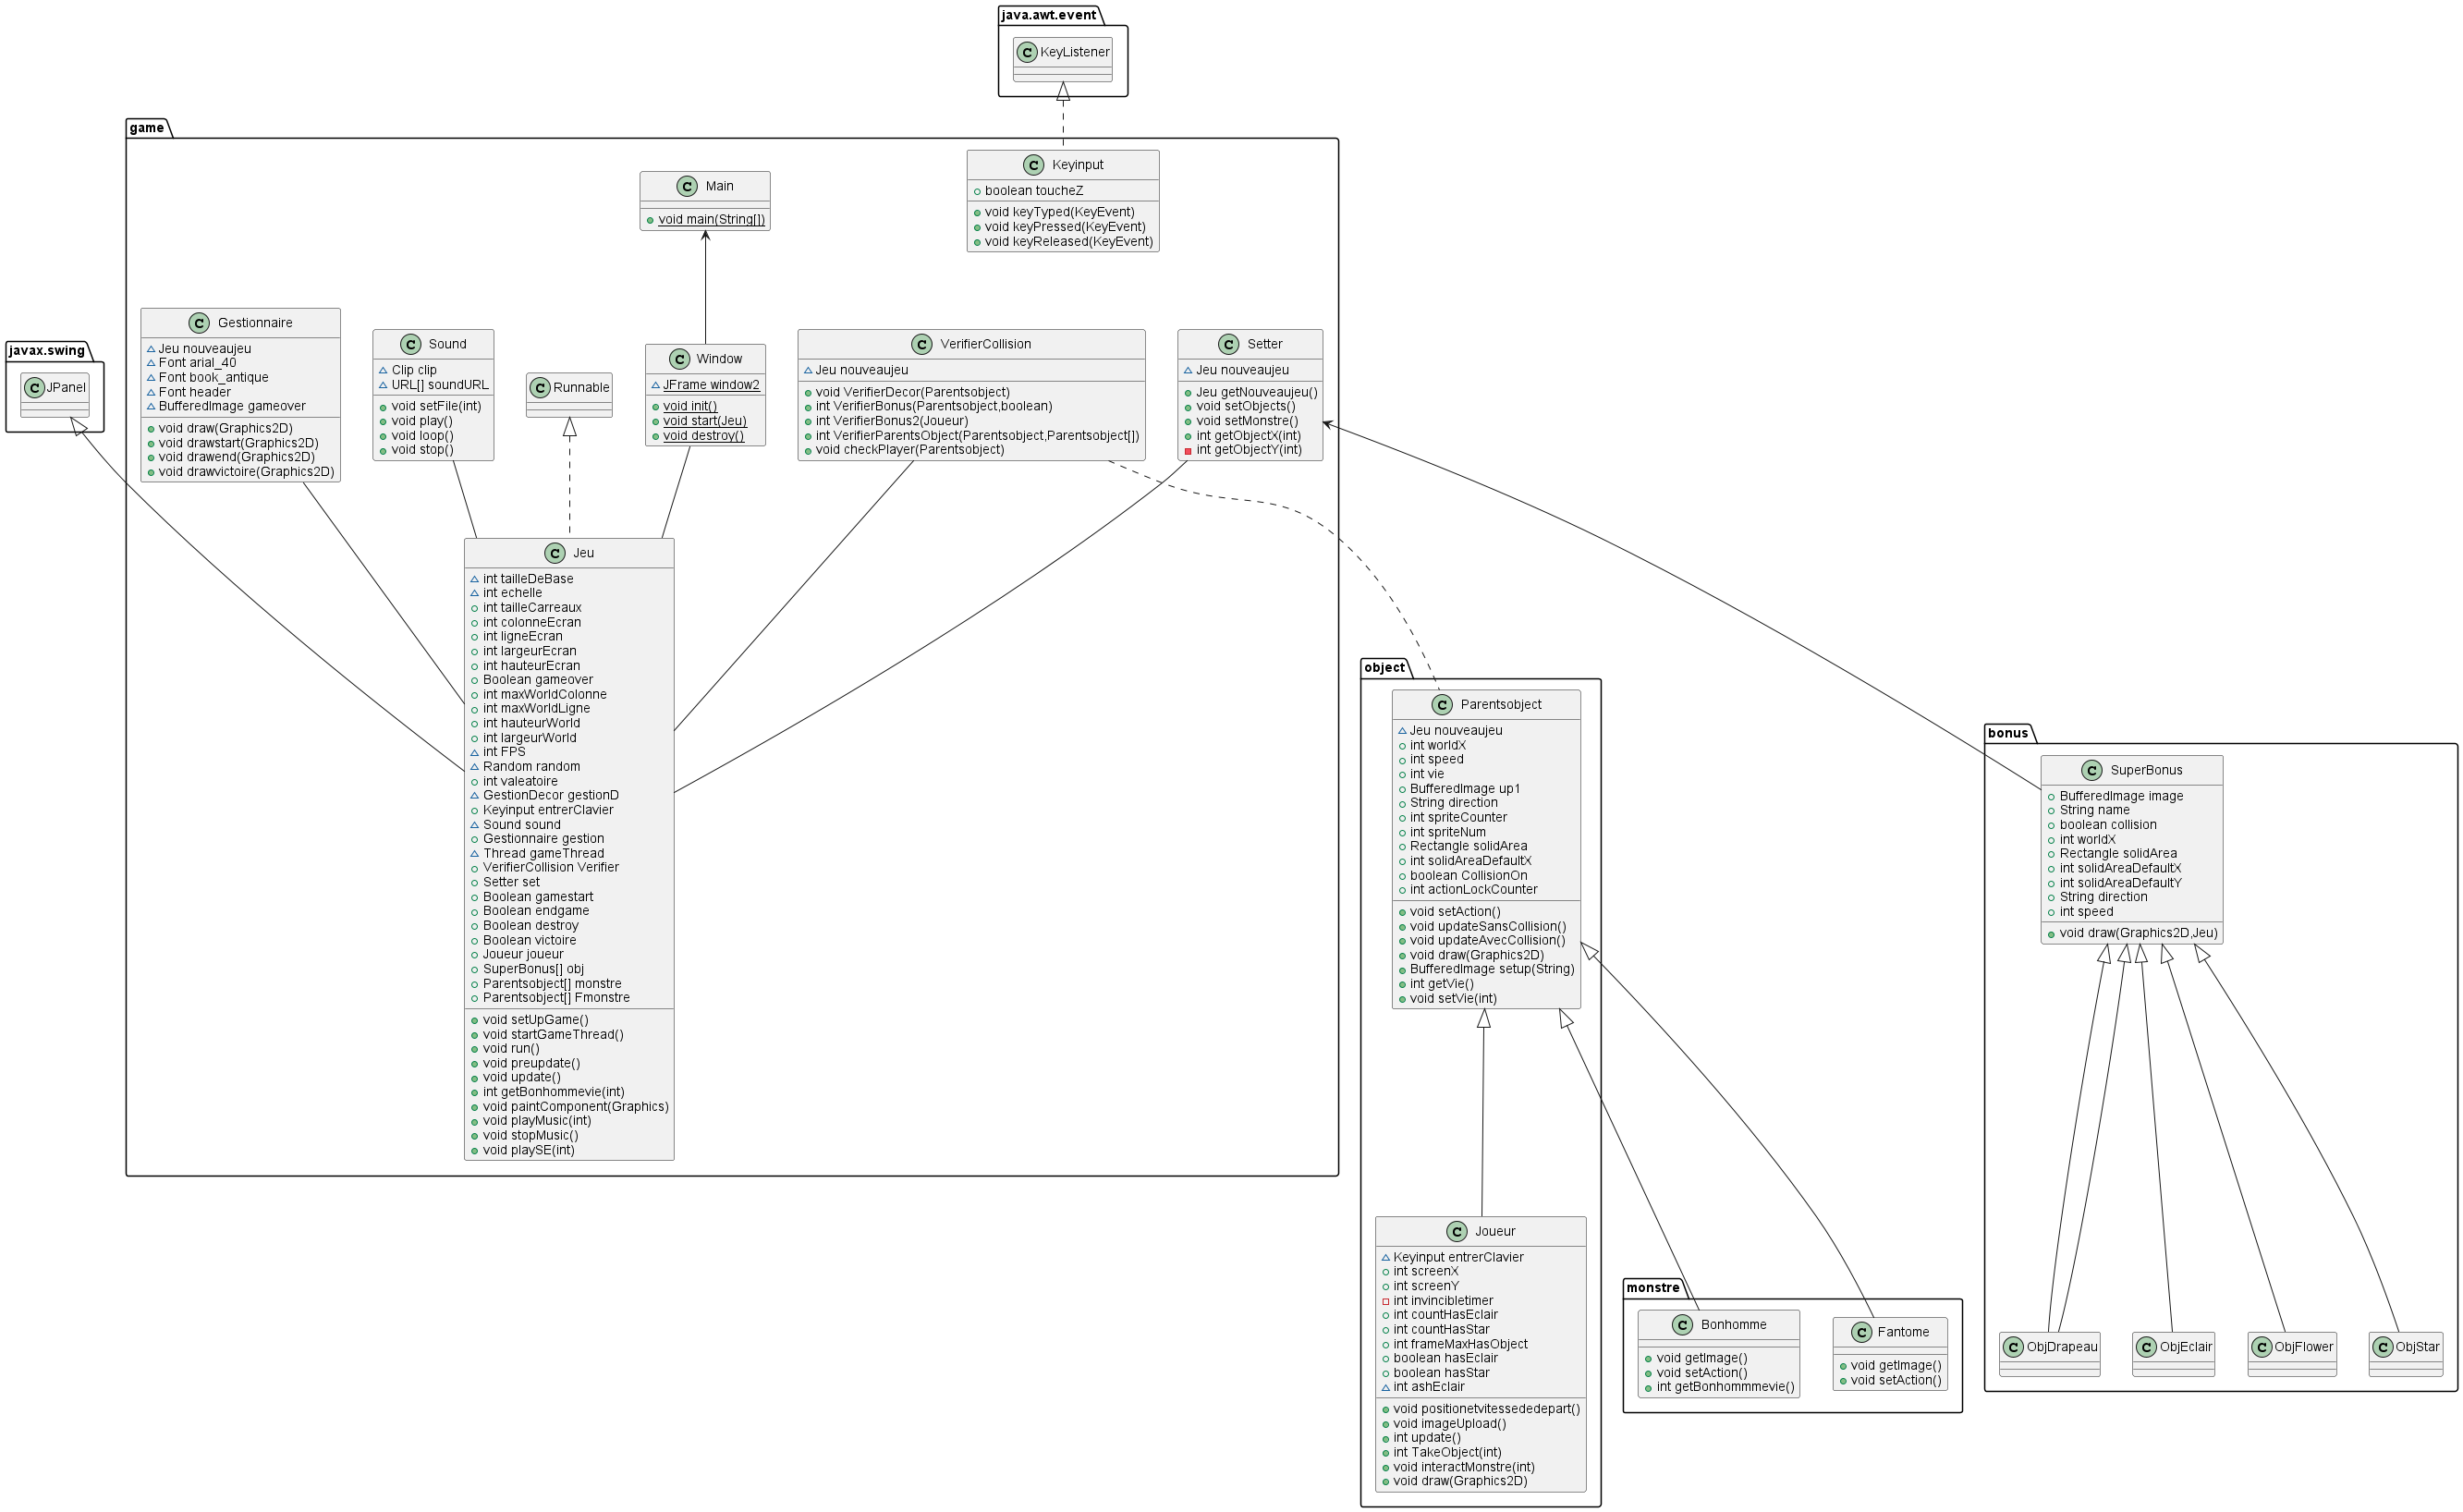 java.awt.event
C KeyListener
game
C Main
void main(String[])
C Keyinput
boolean toucheZ
void keyTyped(KeyEvent)
void keyPressed(KeyEvent)
void keyReleased(KeyEvent)
javax.swing
C JPanel
C Gestionnaire
Jeu nouveaujeu
Font arial_40
Font book_antique
Font header
BufferedImage gameover
void draw(Graphics2D)
void drawstart(Graphics2D)
void drawend(Graphics2D)
void drawvictoire(Graphics2D)
C Sound
Clip clip
URL[] soundURL
void setFile(int)
void play()
void loop()
void stop()
C Runnable
C Window
JFrame window2
void init()
void start(Jeu)
void destroy()
C VerifierCollision
Jeu nouveaujeu
void VerifierDecor(Parentsobject)
int VerifierBonus(Parentsobject,boolean)
int VerifierBonus2(Joueur)
int VerifierParentsObject(Parentsobject,Parentsobject[])
void checkPlayer(Parentsobject)
C Setter
Jeu nouveaujeu
Jeu getNouveaujeu()
void setObjects()
void setMonstre()
int getObjectX(int)
int getObjectY(int)
C Jeu
int tailleDeBase
int echelle
int tailleCarreaux
int colonneEcran
int ligneEcran
int largeurEcran
int hauteurEcran
Boolean gameover
int maxWorldColonne
int maxWorldLigne
int hauteurWorld
int largeurWorld
int FPS
Random random
int valeatoire
GestionDecor gestionD
Keyinput entrerClavier
Sound sound
Gestionnaire gestion
Thread gameThread
VerifierCollision Verifier
Setter set
Boolean gamestart
Boolean endgame
Boolean destroy
Boolean victoire
Joueur joueur
SuperBonus[] obj
Parentsobject[] monstre
Parentsobject[] Fmonstre
void setUpGame()
void startGameThread()
void run()
void preupdate()
void update()
int getBonhommevie(int)
void paintComponent(Graphics)
void playMusic(int)
void stopMusic()
void playSE(int)
object
C Parentsobject
Jeu nouveaujeu
int worldX
int speed
int vie
BufferedImage up1
String direction
int spriteCounter
int spriteNum
Rectangle solidArea
int solidAreaDefaultX
boolean CollisionOn
int actionLockCounter
void setAction()
void updateSansCollision()
void updateAvecCollision()
void draw(Graphics2D)
BufferedImage setup(String)
int getVie()
void setVie(int)
C Joueur
Keyinput entrerClavier
int screenX
int screenY
int invincibletimer
int countHasEclair
int countHasStar
int frameMaxHasObject
boolean hasEclair
boolean hasStar
int ashEclair
void positionetvitessededepart()
void imageUpload()
int update()
int TakeObject(int)
void interactMonstre(int)
void draw(Graphics2D)
monstre
C Bonhomme
void getImage()
void setAction()
int getBonhommmevie()
C Fantome
void getImage()
void setAction()
bonus
C SuperBonus
BufferedImage image
String name
boolean collision
int worldX
Rectangle solidArea
int solidAreaDefaultX
int solidAreaDefaultY
String direction
int speed
void draw(Graphics2D,Jeu)
C ObjDrapeau
C ObjEclair
C ObjFlower
C ObjStar